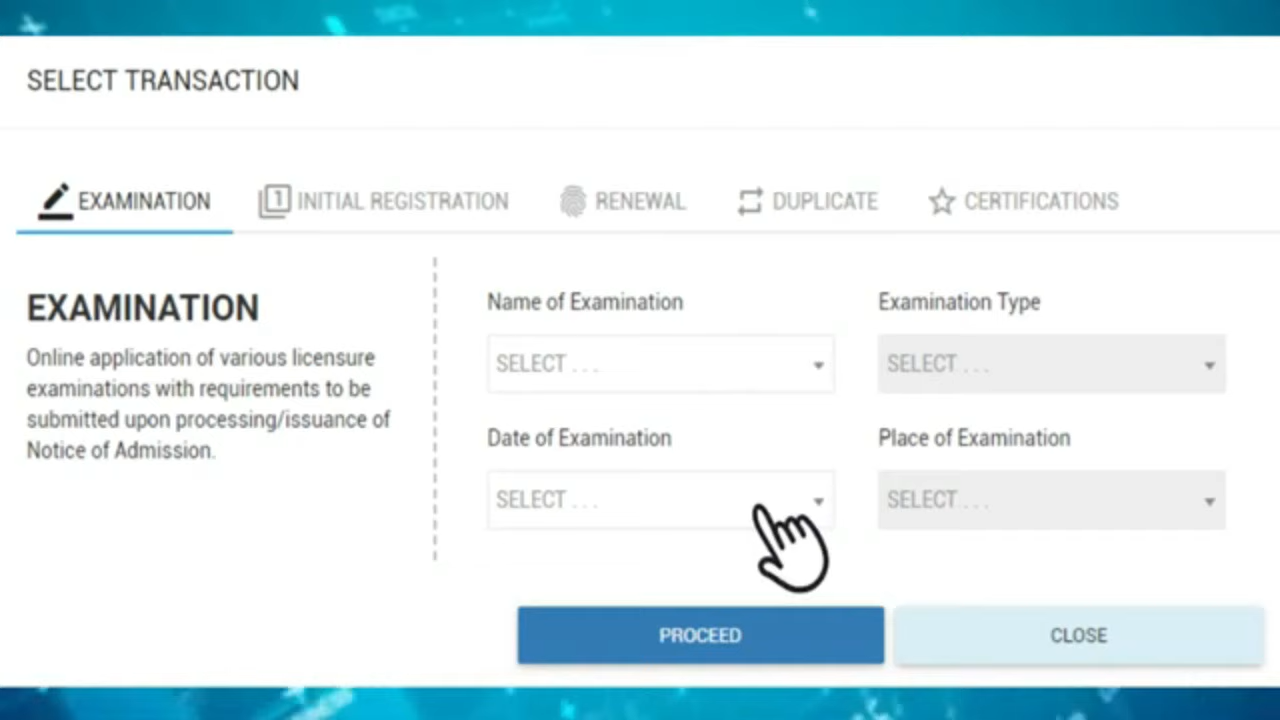 SELECT TRANSACTION
EXAMINATION
1 INITIAL REGISTRATION
RENEWAL
DUPLICATE
CERTIFICATIONS
EXAMINATION
Online application of various licensure
examinations with requirements to be
submitted upon processing/issuance of
Notice of Admission.
Name of Examination
SELECT . . .
Examination Type
SELECT . . .
Date of Examination
SELECT . . .
Place of Examination
SELECT . . .
PROCEED
CLOSE